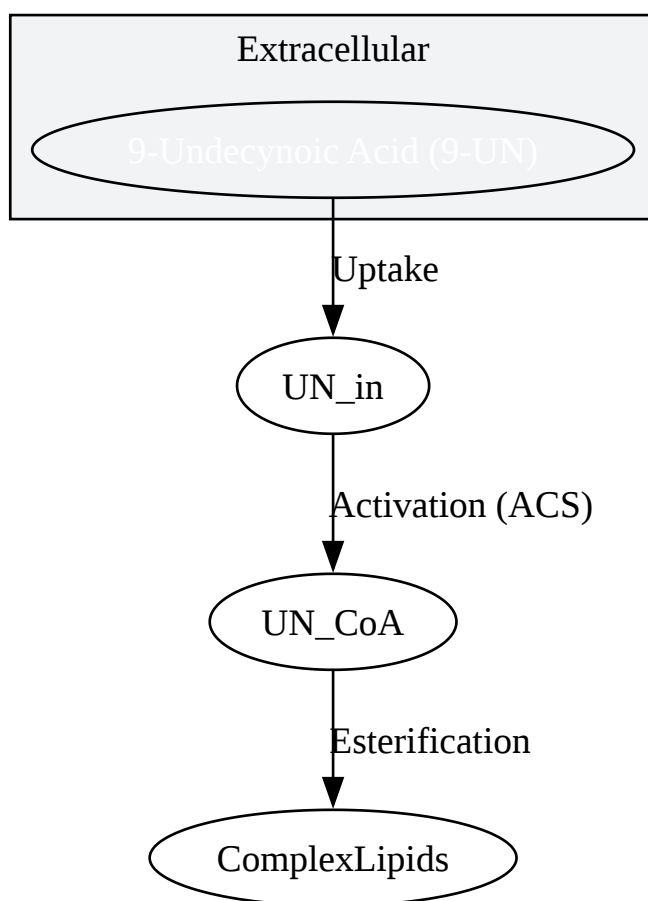 Extracellular
9-Undecynoic Acid (9-UN)
Uptake
UN_in
Activation (ACS)
UN_CoA
Esterification
ComplexLipids